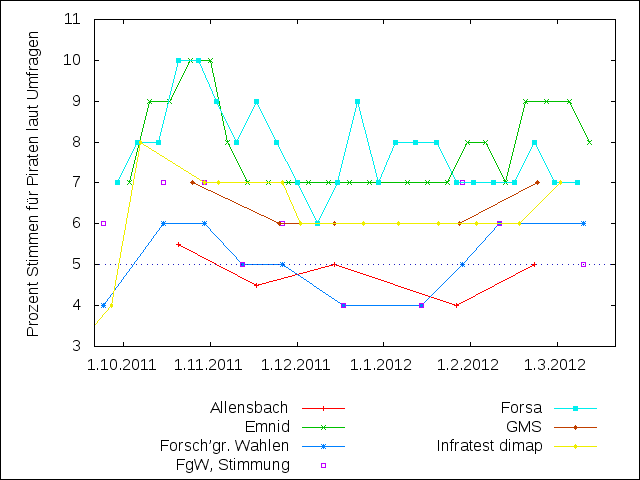 Prozent Stimmen für Piraten laut Umfragen
11
10
9
8
7
6
5
4
3
1.10.2011 1.11.2011 1.12.2011 1.1.2012 1.2.2012 1.3.2012
Allensbach Forsa
Emnid GMS
Forsch'gr. Wahlen Infratest dimap
FgW, Stimmung